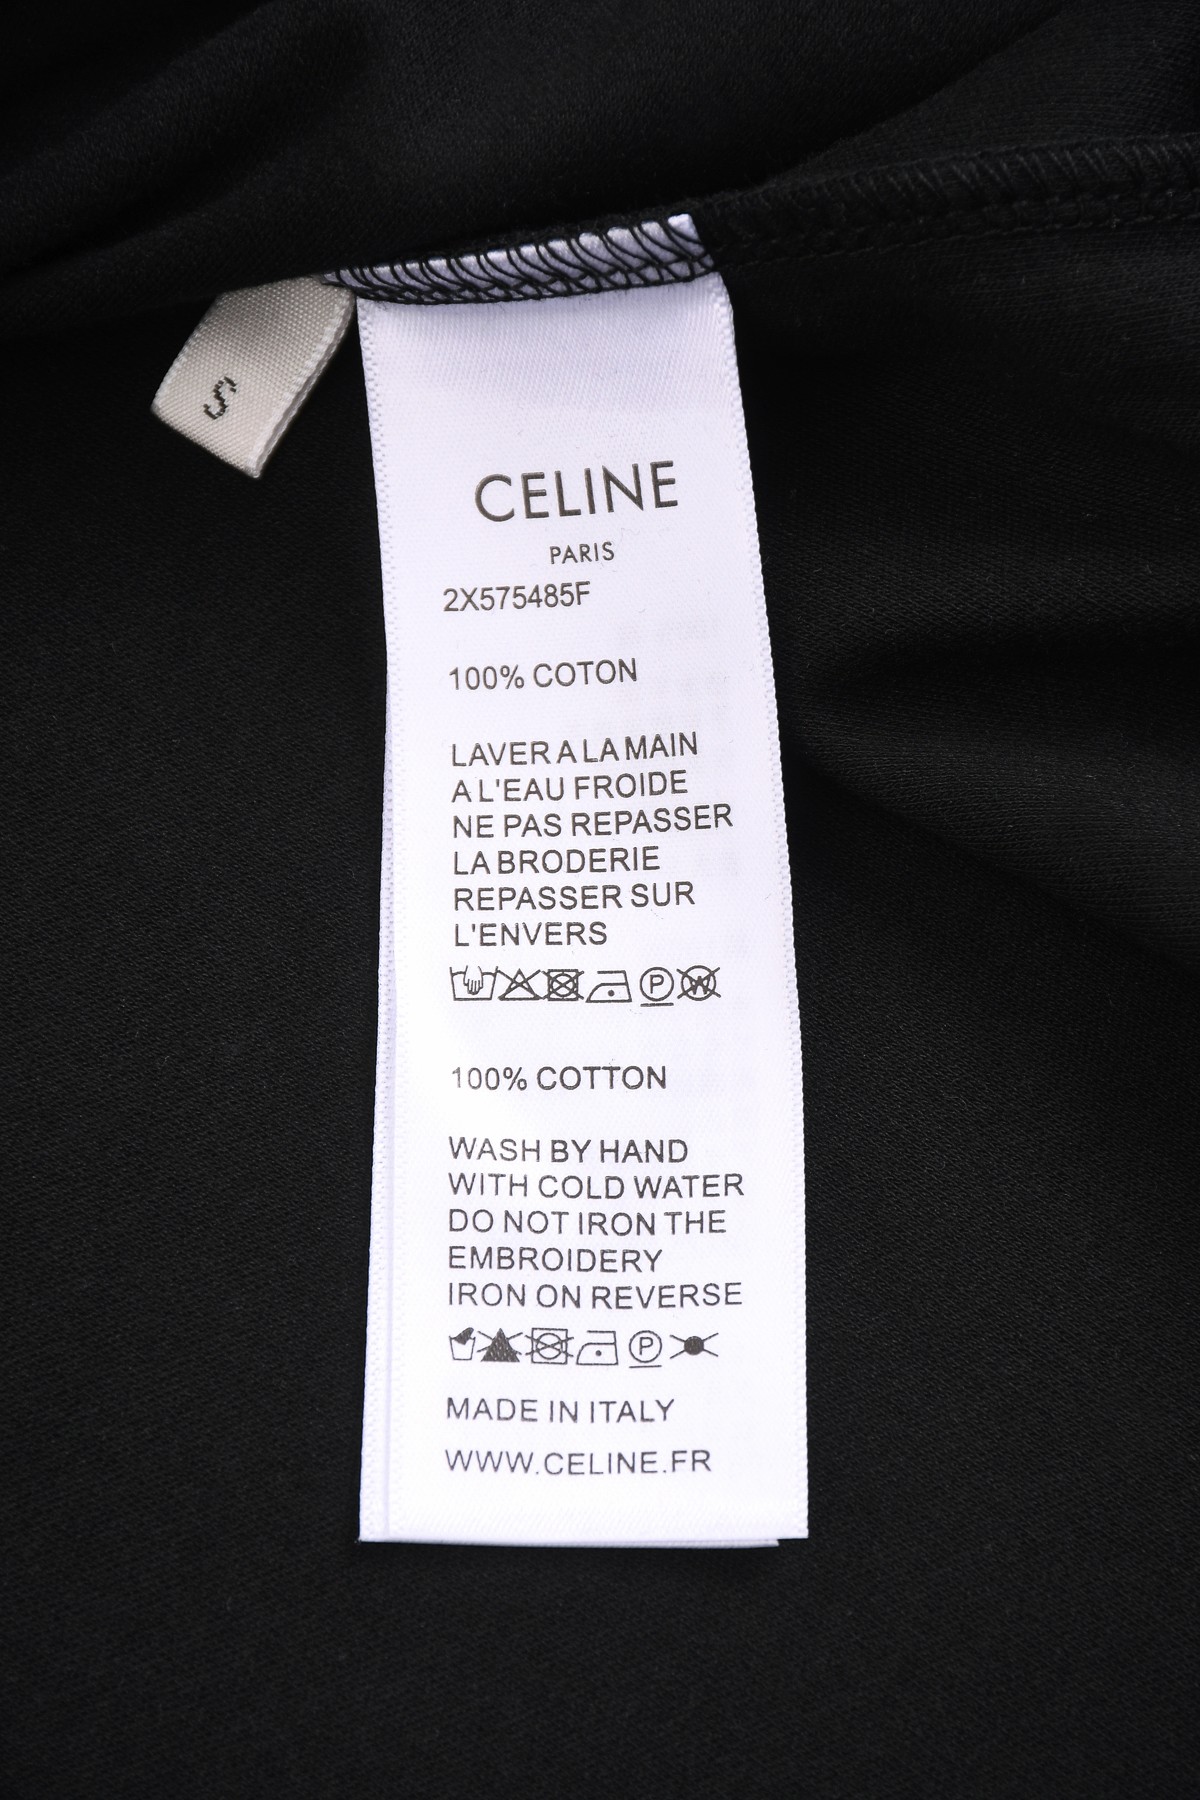 S
CELINE
PARIS
2X575485F
100% COTON
LAVER A LA MAIN
A L'EAU FROIDE
NE PAS REPASSER
LA BRODERIE
REPASSER SUR
L'ENVERS
P W
100% COTTON
WASH BY HAND
WITH COLD WATER
DO NOT IRON THE
EMBROIDERY
IRON ON REVERSE
P
MADE IN ITALY
WWW.CELINE.FR